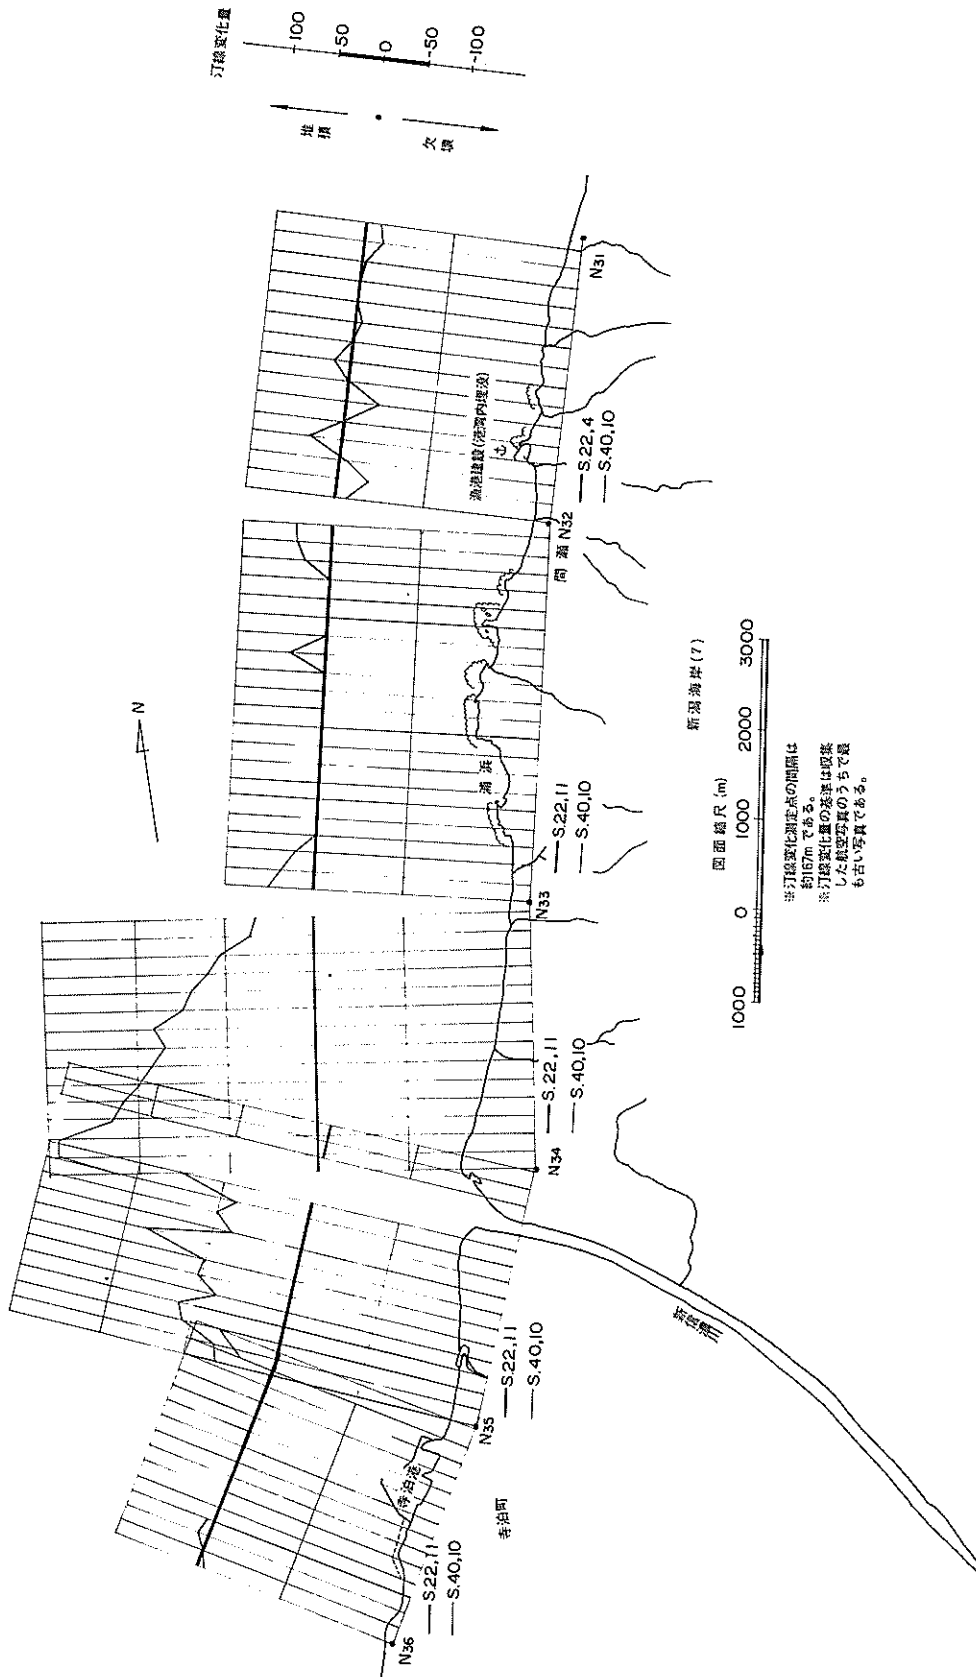 汀線変化量
100
50
0
-50
-100
堆積
欠壊
N
漁港建設(港湾内埋没)
N31
S.22,4
S.40,10
間瀬 N32
浦浜
S.22,11
S.40,10
N33
S.22,11
S.40,10
N34
新信濃川
S.22,11
S.40,10
N35
寺泊港
寺泊町
S.22,11
S.40,10
N36
新潟海岸(7)
図面縮尺 (m)
1000 0 1000 2000 3000
※汀線変化測定点の間隔は
約167m である。
※汀線変化量の基準は収集
した航空写真のうちで最
も古い写真である。